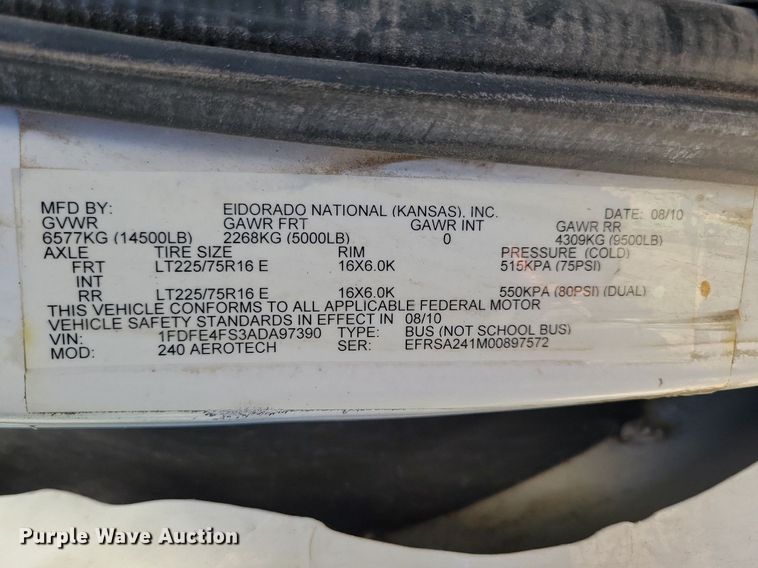 MFD BY: EIDORADO NATIONAL (KANSAS), INC. DATE: 08/10
GVWR GAWR FRT GAWR INT GAWR RR
6577KG (14500LB) 2268KG (5000LB) 0 4309KG (9500LB)
AXLE TIRE SIZE RIM PRESSURE (COLD)
FRT LT225/75R16 E 16X6.0K 515KPA (75PSI)
INT
RR LT225/75R16 E 16X6.0K 550KPA (80PSI) (DUAL)
THIS VEHICLE CONFORMS TO ALL APPLICABLE FEDERAL MOTOR
VEHICLE SAFETY STANDARDS IN EFFECT IN 08/10
VIN: 1FDFE4FS3ADA97390 TYPE: BUS (NOT SCHOOL BUS)
MOD: 240 AEROTECH SER: EFRSA241M00897572
Purple Wave Auction